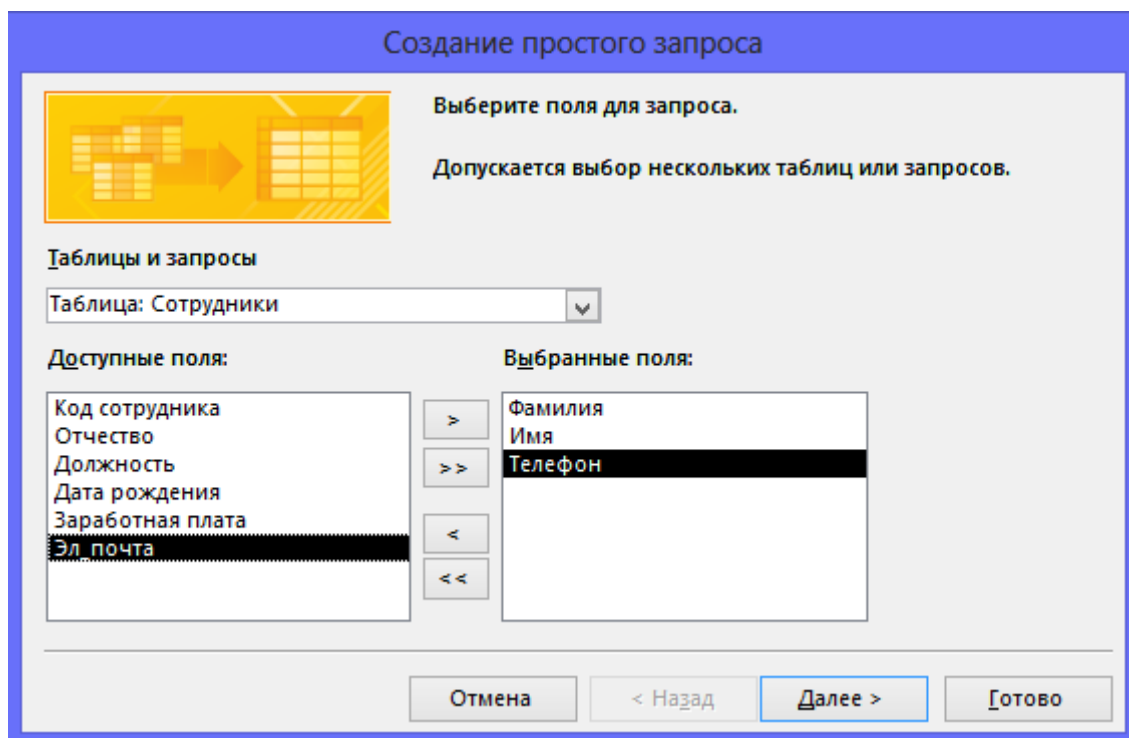 Создание простого запроса
Выберите поля для запроса.
Допускается выбор нескольких таблиц или запросов.
Таблицы и запросы
Таблица: Сотрудники
Доступные поля:
Выбранные поля:
Код сотрудника
Отчество
Должность
Дата рождения
Заработная плата
Эл_почта
>
>>
<
<<
Фамилия
Имя
Телефон
Отмена
< Назад
Далее >
Готово